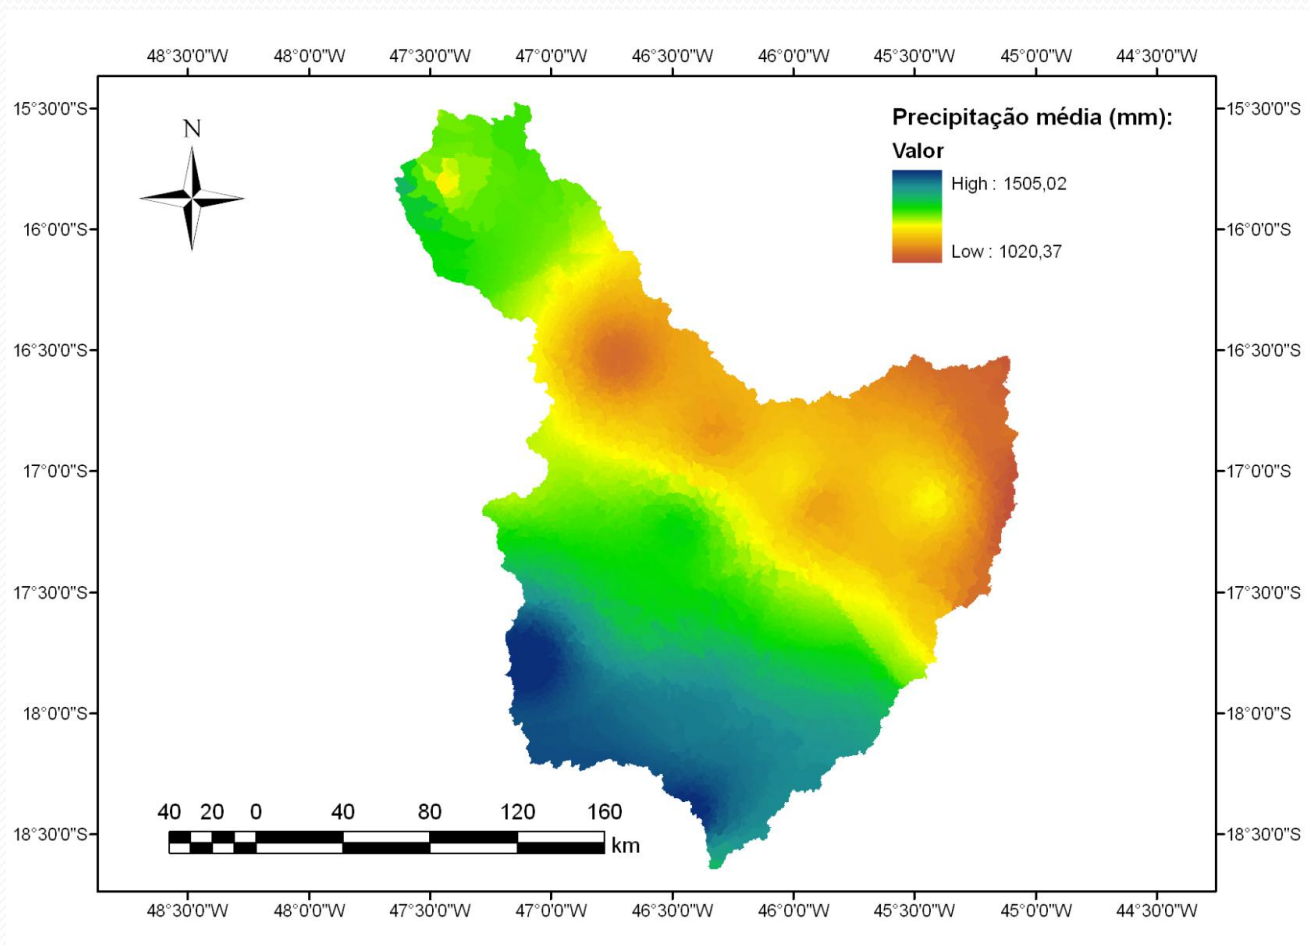 48°30'0"W 48°0'0"W 47°30'0"W 47°0'0"W 46°30'0"W 46°0'0"W 45°30'0"W 45°0'0"W 44°30'0"W
15°30'0"S 15°30'0"S
N
Precipitação média (mm):
Valor
High : 1505,02
Low : 1020,37
16°0'0"S 16°0'0"S
16°30'0"S 16°30'0"S
17°0'0"S 17°0'0"S
17°30'0"S 17°30'0"S
18°0'0"S 18°0'0"S
40 20 0 40 80 120 160
km
18°30'0"S 18°30'0"S
48°30'0"W 48°0'0"W 47°30'0"W 47°0'0"W 46°30'0"W 46°0'0"W 45°30'0"W 45°0'0"W 44°30'0"W